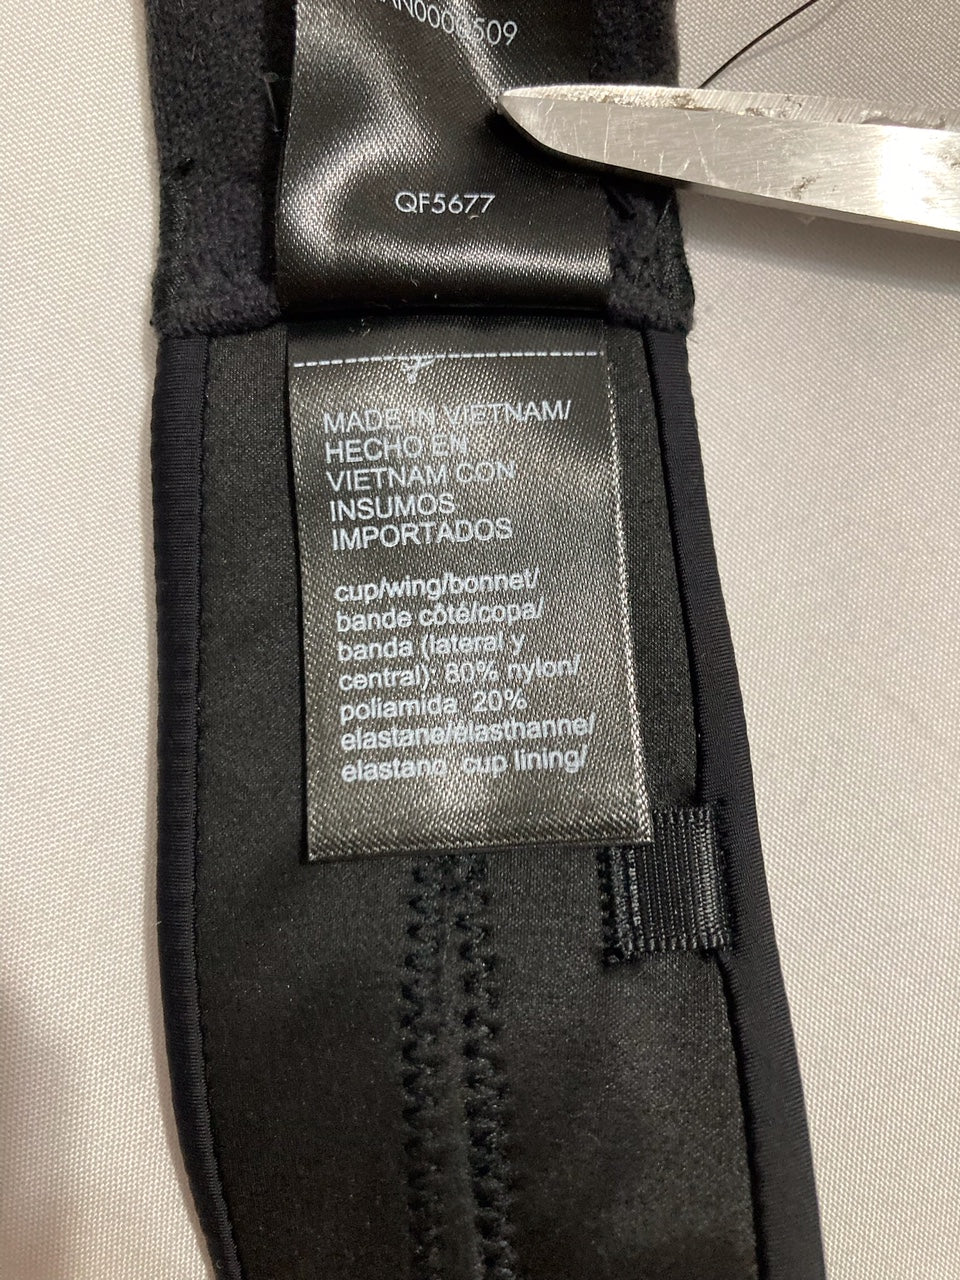 QF5677
MADE IN VIETNAM/
HECHO EN
VIETNAM CON
INSUMOS
IMPORTADOS
cup/wing/bonnet/
bande côté/copa/
banda (lateral y
central): 80% nylon/
poliamida, 20%
elastane/élasthanne/
elastano, cup lining/